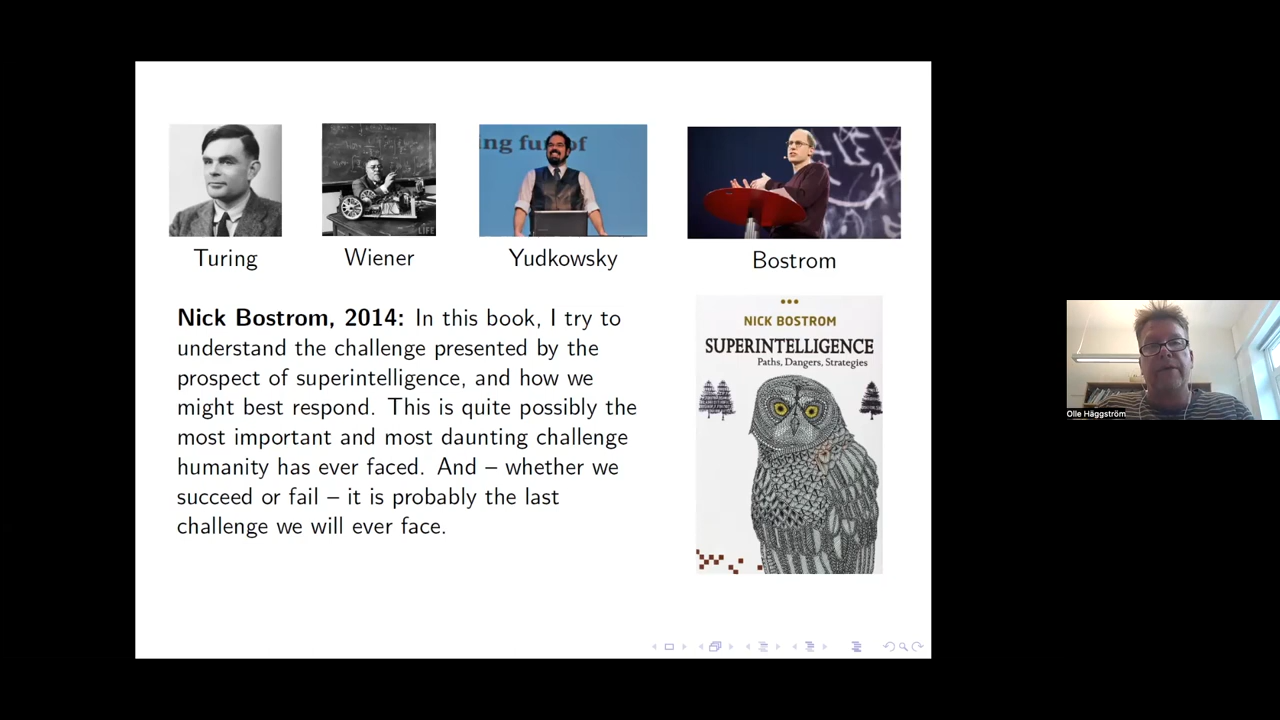 ing fun of
LIFE
Turing
Wiener
Yudkowsky
Bostrom
Nick Bostrom, 2014: In this book, I try to
understand the challenge presented by the
prospect of superintelligence, and how we
might best respond. This is quite possibly the
most important and most daunting challenge
humanity has ever faced. And – whether we
succeed or fail – it is probably the last
challenge we will ever face.
NICK BOSTROM
SUPERINTELLIGENCE
Paths, Dangers, Strategies
Olle Häggström